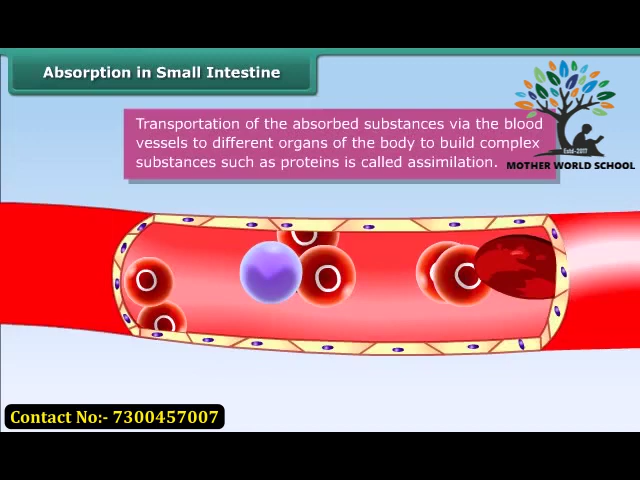 Absorption in Small Intestine
Transportation of the absorbed substances via the blood
vessels to different organs of the body to build complex
substances such as proteins is called assimilation.
Estd-2017
MOTHER WORLD SCHOOL
Contact No:- 7300457007